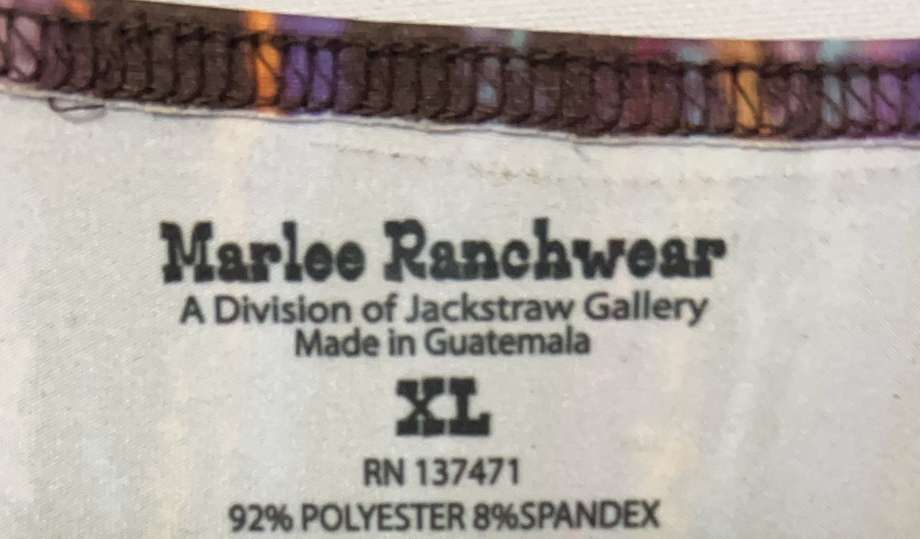 Marlee Ranchwear
A Division of Jackstraw Gallery
Made in Guatemala
XL
RN 137471
92% POLYESTER 8%SPANDEX